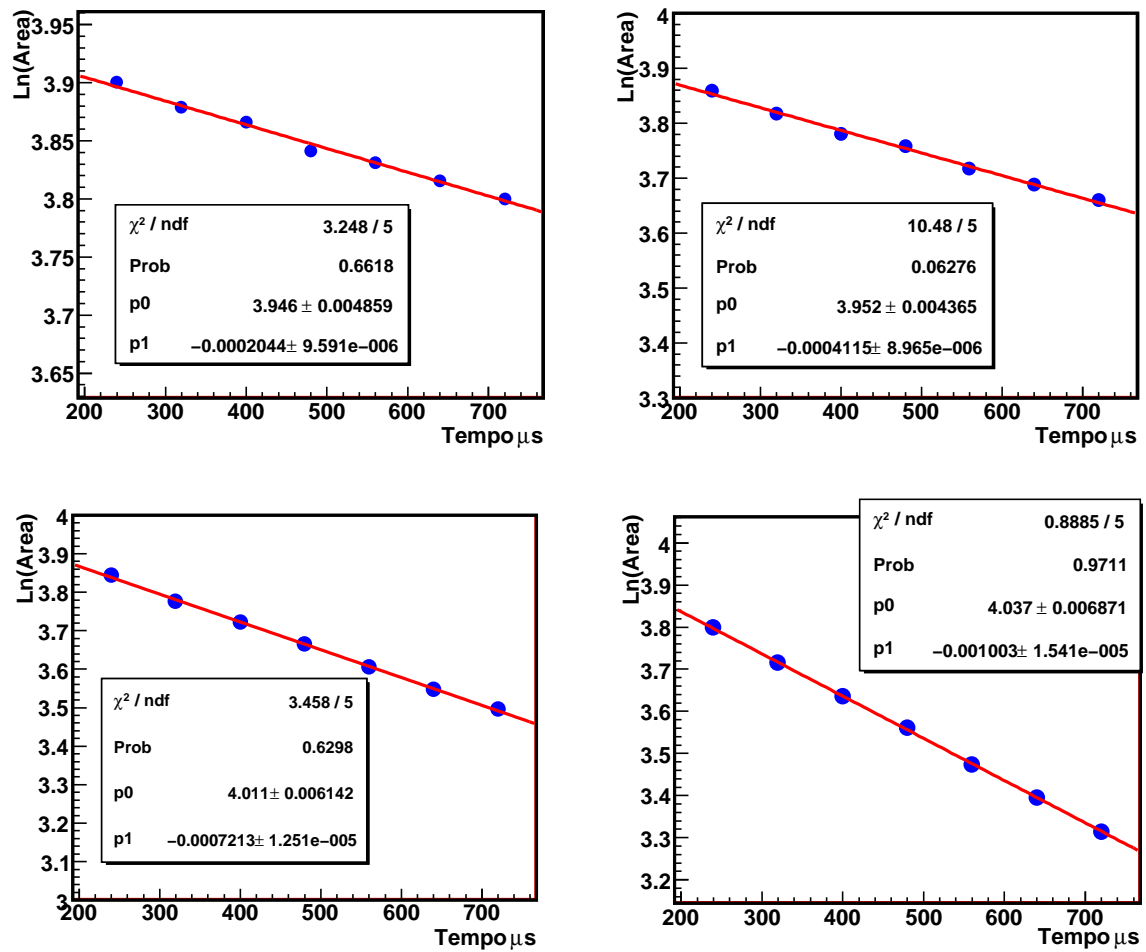 Ln(Area)
3.95
3.9
3.85
3.8
3.75
3.7
3.65
χ² / ndf 3.248 / 5
Prob 0.6618
p0 3.946 ± 0.004859
p1 −0.0002044± 9.591e−006
200 300 400 500 600 700
Tempo μs
Ln(Area)
4
3.9
3.8
3.7
3.6
3.5
3.4
3.3
χ² / ndf 10.48 / 5
Prob 0.06276
p0 3.952 ± 0.004365
p1 −0.0004115± 8.965e−006
200 300 400 500 600 700
Tempo μs
Ln(Area)
4
3.9
3.8
3.7
3.6
3.5
3.4
3.3
3.2
3.1
3
χ² / ndf 3.458 / 5
Prob 0.6298
p0 4.011± 0.006142
p1 −0.0007213± 1.251e−005
200 300 400 500 600 700
Tempo μs
Ln(Area)
4
3.9
3.8
3.7
3.6
3.5
3.4
3.3
3.2
χ² / ndf 0.8885 / 5
Prob 0.9711
p0 4.037 ± 0.006871
p1 −0.001003± 1.541e−005
200 300 400 500 600 700
Tempo μs